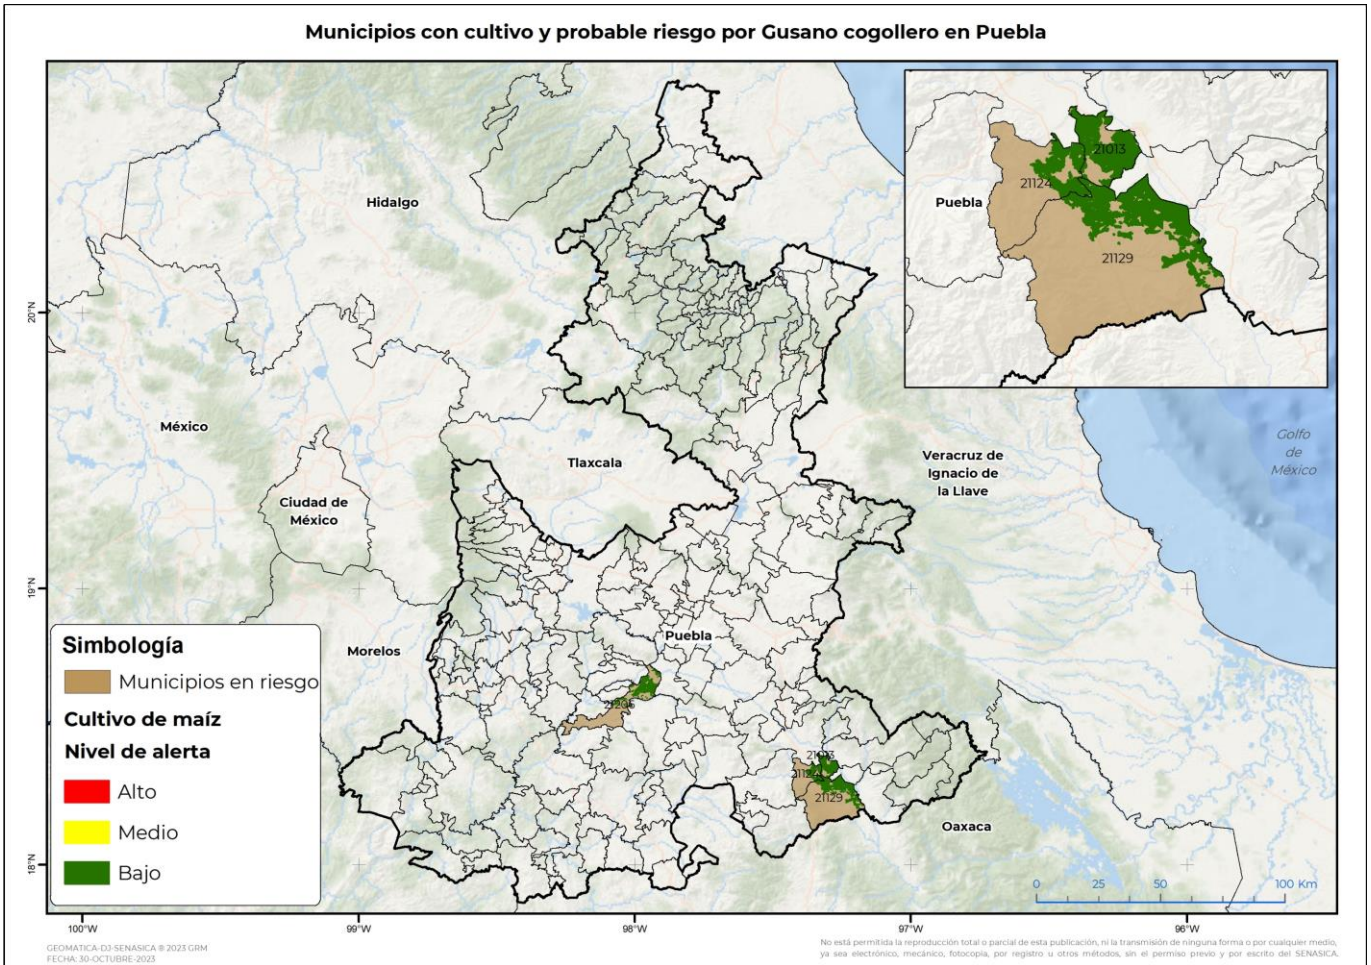 Municipios con cultivo y probable riesgo por Gusano cogollero en Puebla
21013
21124
Puebla
21129
Hidalgo
20°N
México
Tlaxcala
Veracruz de
Ignacio de
la Llave
Golfo
de
México
Ciudad de
México
19°N
Puebla
Morelos
21206
21013
21124
21129
Oaxaca
18°N
Simbología
Municipios en riesgo
Cultivo de maíz
Nivel de alerta
Alto
Medio
Bajo
0 25 50 100 Km
100°W 99°W 98°W 97°W 96°W
GEOMATICA-DJ-SENASICA ® 2023 GRM
FECHA: 30-OCTUBRE-2023
No está permitida la reproducción total o parcial de esta publicación, ni la transmisión de ninguna forma o por cualquier medio,
ya sea electrónico, mecánico, fotocopia, por registro u otros métodos, sin el permiso previo y por escrito del SENASICA.